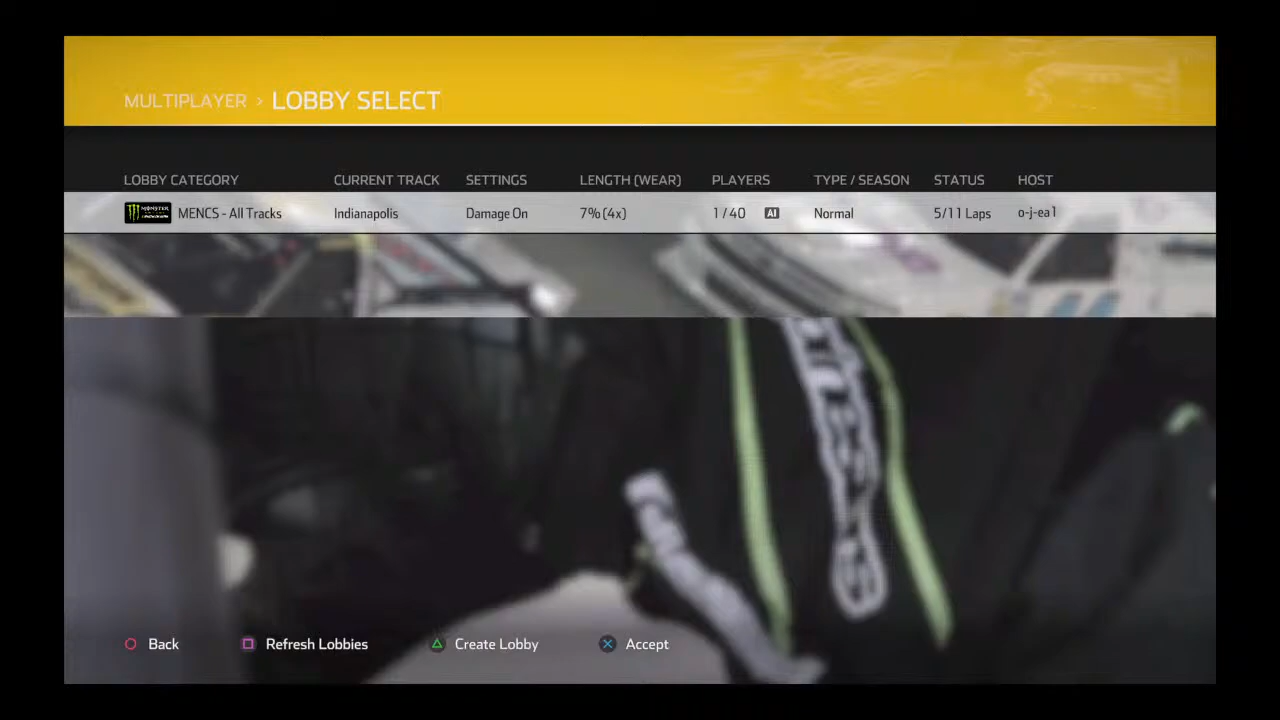 MULTIPLAYER > LOBBY SELECT
LOBBY CATEGORY CURRENT TRACK SETTINGS LENGTH (WEAR) PLAYERS TYPE / SEASON STATUS HOST
MONSTER MENCS - All Tracks Indianapolis Damage On 7% (4x) 1 / 40 AI Normal 5/11 Laps o-j-ea1
Back Refresh Lobbies Create Lobby Accept